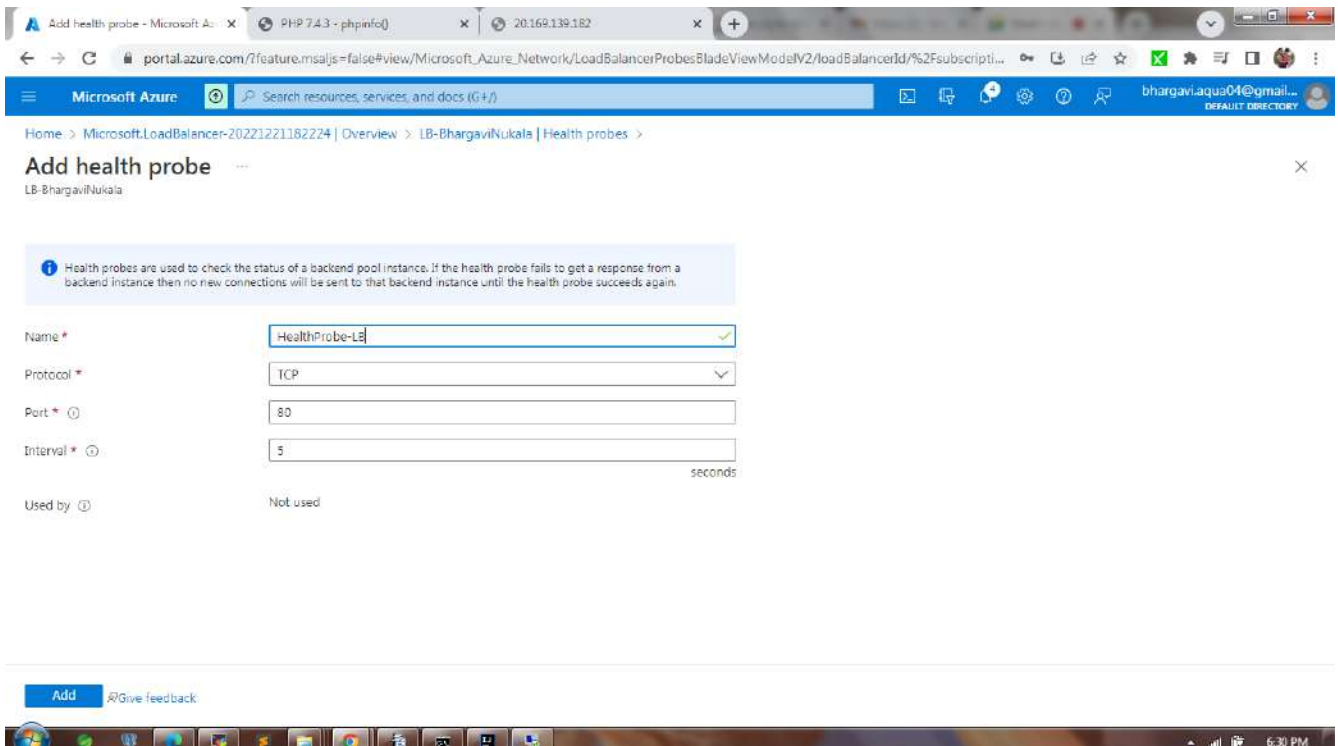 Add health probe - Microsoft Az
PHP 7.4.3 - phpinfo()
20.169.139.182
portal.azure.com/?feature.msaljs=false#view/Microsoft_Azure_Network/LoadBalancerProbesBladeViewModelV2/loadBalancerId/%2Fsubscripti...
Microsoft Azure
Search resources, services, and docs (G+/)
4
bhargavi.aqua04@gmail...
DEFAULT DIRECTORY
Home > Microsoft.LoadBalancer-20221221182224 | Overview > LB-BhargaviNukala | Health probes >
Add health probe ...
LB-BhargaviNukala
Health probes are used to check the status of a backend pool instance. If the health probe fails to get a response from a
backend instance then no new connections will be sent to that backend instance until the health probe succeeds again.
Name *
HealthProbe-LB
Protocol *
TCP
Port *
80
Interval *
5
seconds
Used by
Not used
Add
Give feedback
6:30 PM